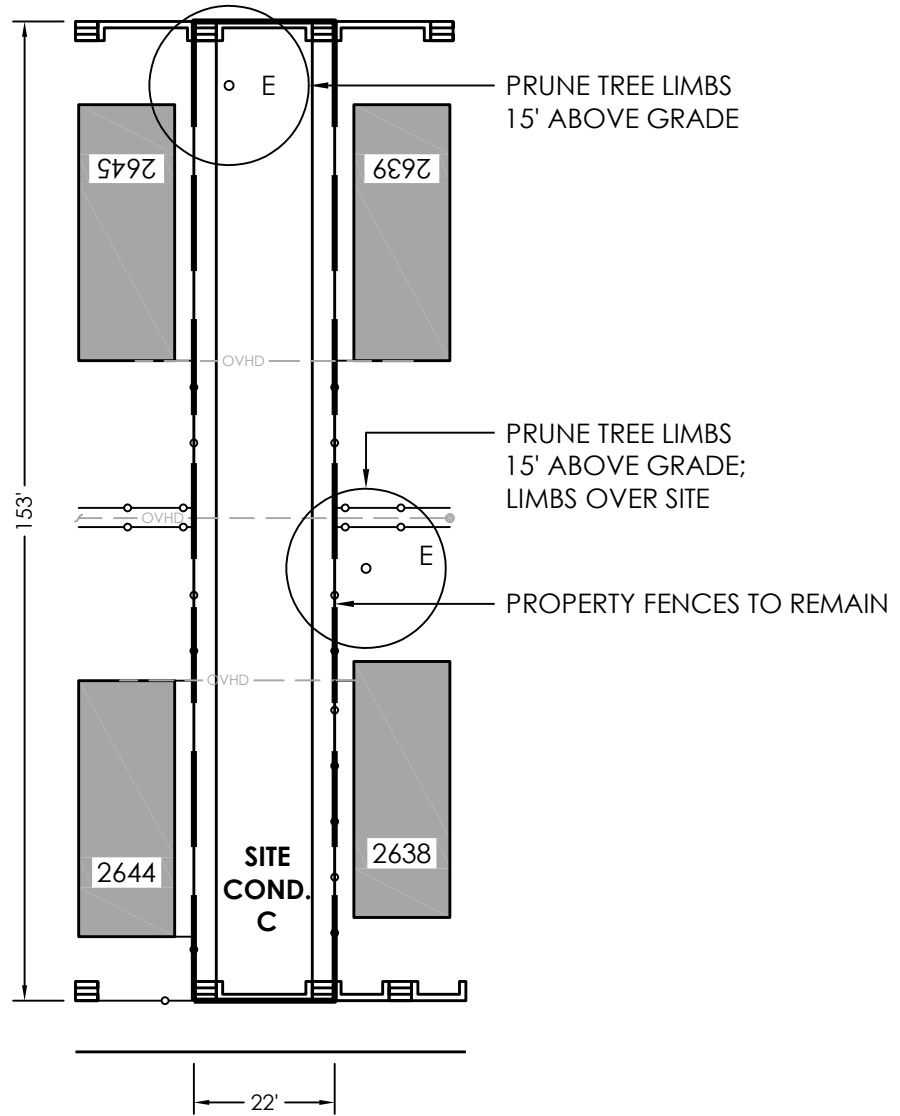 E
PRUNE TREE LIMBS
15' ABOVE GRADE
2645
2639
OVHD
PRUNE TREE LIMBS
15' ABOVE GRADE;
LIMBS OVER SITE
153'
OVHD
E
PROPERTY FENCES TO REMAIN
OVHD
2644
SITE
COND.
C
2638
22'